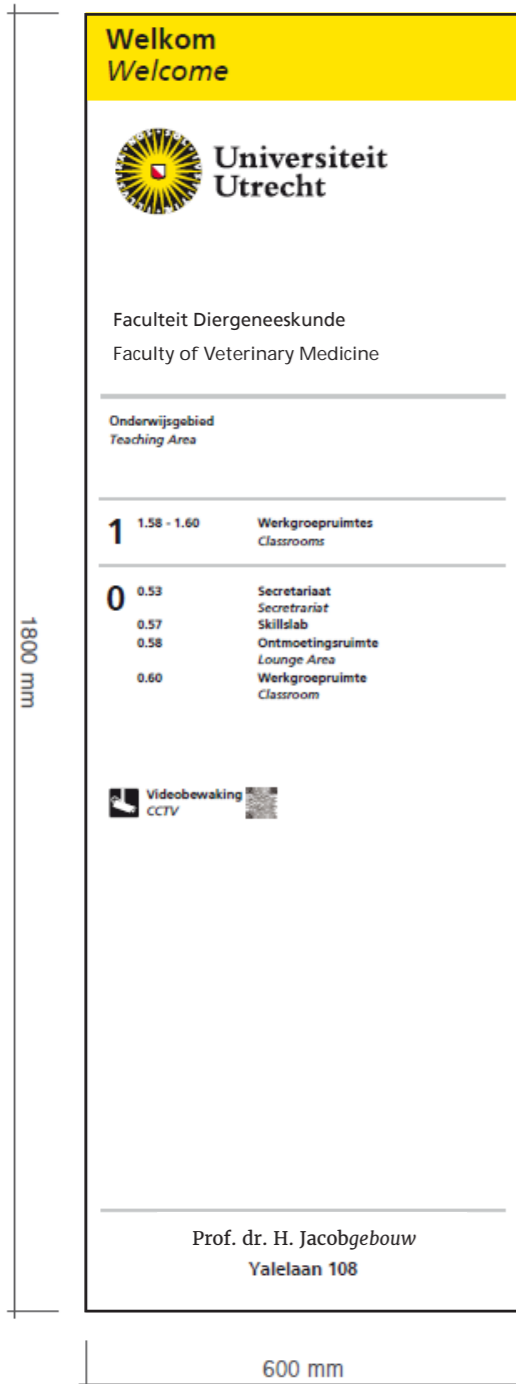 Welkom
Welcome
Universiteit
Utrecht
Faculteit Diergeneeskunde
Faculty of Veterinary Medicine
Onderwijsgebied
Teaching Area
1 1.58 - 1.60 Werkgroepruimtes
Classrooms
0 0.53 Secretariaat
Secretrariat
0.57 Skillslab
0.58 Ontmoetingsruimte
Lounge Area
0.60 Werkgroepruimte
Classroom
Videobewaking
CCTV
Prof. dr. H. Jacobgebouw
Yalelaan 108
1800 mm
600 mm